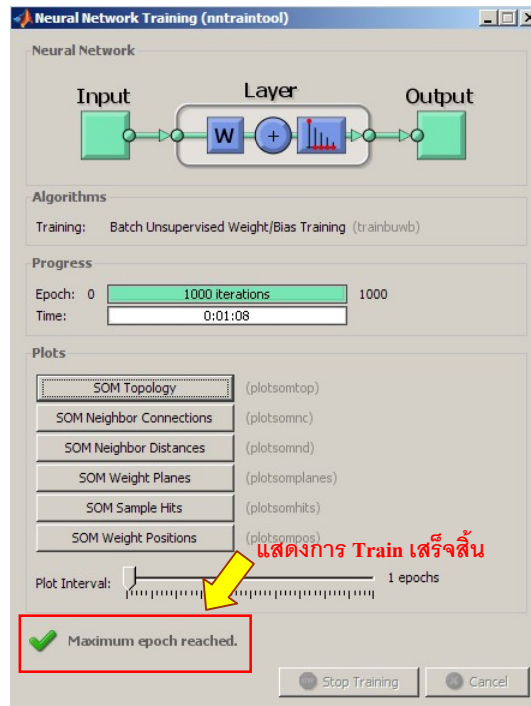 Neural Network Training (nntraintool)
Neural Network
Input
Layer
Output
W
+
Algorithms
Training: Batch Unsupervised Weight/Bias Training (trainbuwb)
Progress
Epoch: 0 1000 iterations 1000
Time: 0:01:08
Plots
SOM Topology (plotsomtop)
SOM Neighbor Connections (plotsomnc)
SOM Neighbor Distances (plotsomnd)
SOM Weight Planes (plotsomplanes)
SOM Sample Hits (plotsomhits)
SOM Weight Positions (plotsompos)
แสดงการ Train เสร็จสิ้น
Plot Interval: 1 epochs
Maximum epoch reached.
Stop Training Cancel